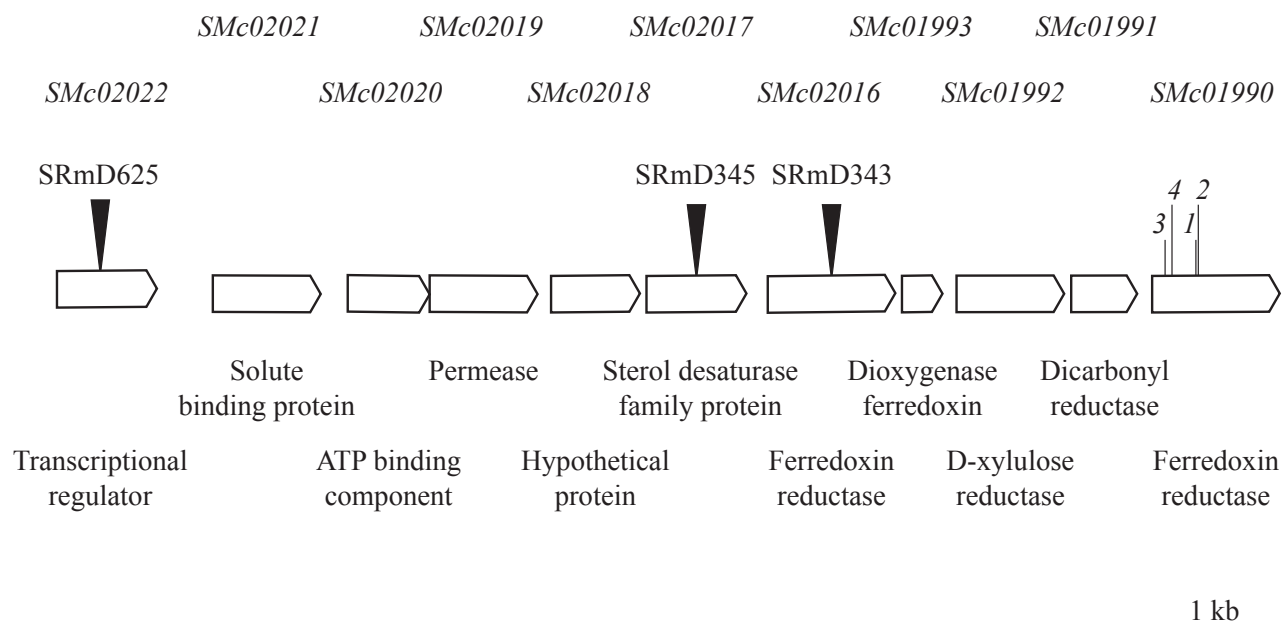 SMc02021 SMc02019 SMc02017 SMc01993 SMc01991
SMc02022 SMc02020 SMc02018 SMc02016 SMc01992 SMc01990
SRmD625 SRmD345 SRmD343
4 2
3 1
Solute Permease Sterol desaturase Dioxygenase Dicarbonyl
binding protein family protein ferredoxin reductase
Transcriptional ATP binding Hypothetical Ferredoxin D-xylulose Ferredoxin
regulator component protein reductase reductase reductase
1 kb